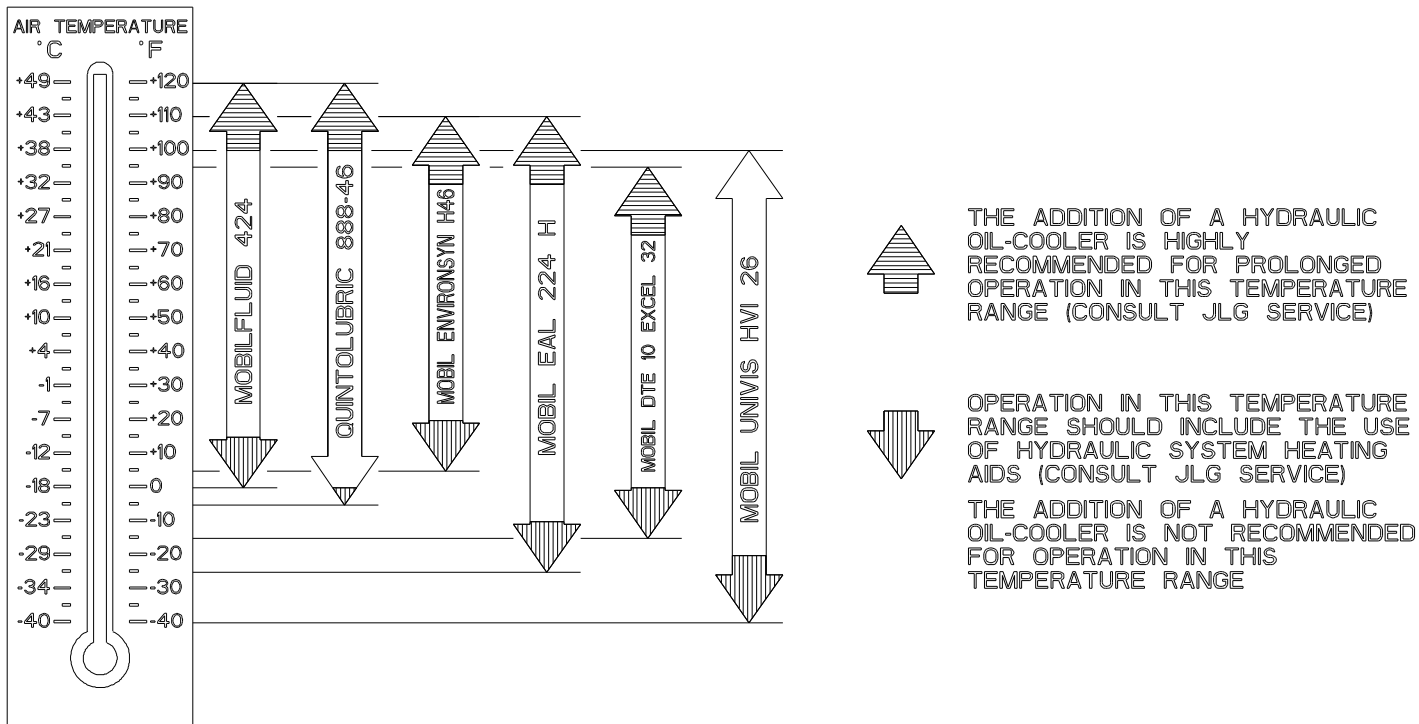 AIR TEMPERATURE
°C °F
+49 +120
+43 +110
+38 +100
+32 +90
+27 +80
+21 +70
+16 +60
+10 +50
+4 +40
-1 +30
-7 +20
-12 +10
-18 0
-23 -10
-29 -20
-34 -30
-40 -40
MOBILFLUID 424
QUINTOLUBRIC 888-46
MOBIL ENVIRONSYN H46
MOBIL EAL 224 H
MOBIL DTE 10 EXCEL 32
MOBIL UNIVIS HVI 26
THE ADDITION OF A HYDRAULIC
OIL-COOLER IS HIGHLY
RECOMMENDED FOR PROLONGED
OPERATION IN THIS TEMPERATURE
RANGE (CONSULT JLG SERVICE)
OPERATION IN THIS TEMPERATURE
RANGE SHOULD INCLUDE THE USE
OF HYDRAULIC SYSTEM HEATING
AIDS (CONSULT JLG SERVICE)
THE ADDITION OF A HYDRAULIC
OIL-COOLER IS NOT RECOMMENDED
FOR OPERATION IN THIS
TEMPERATURE RANGE